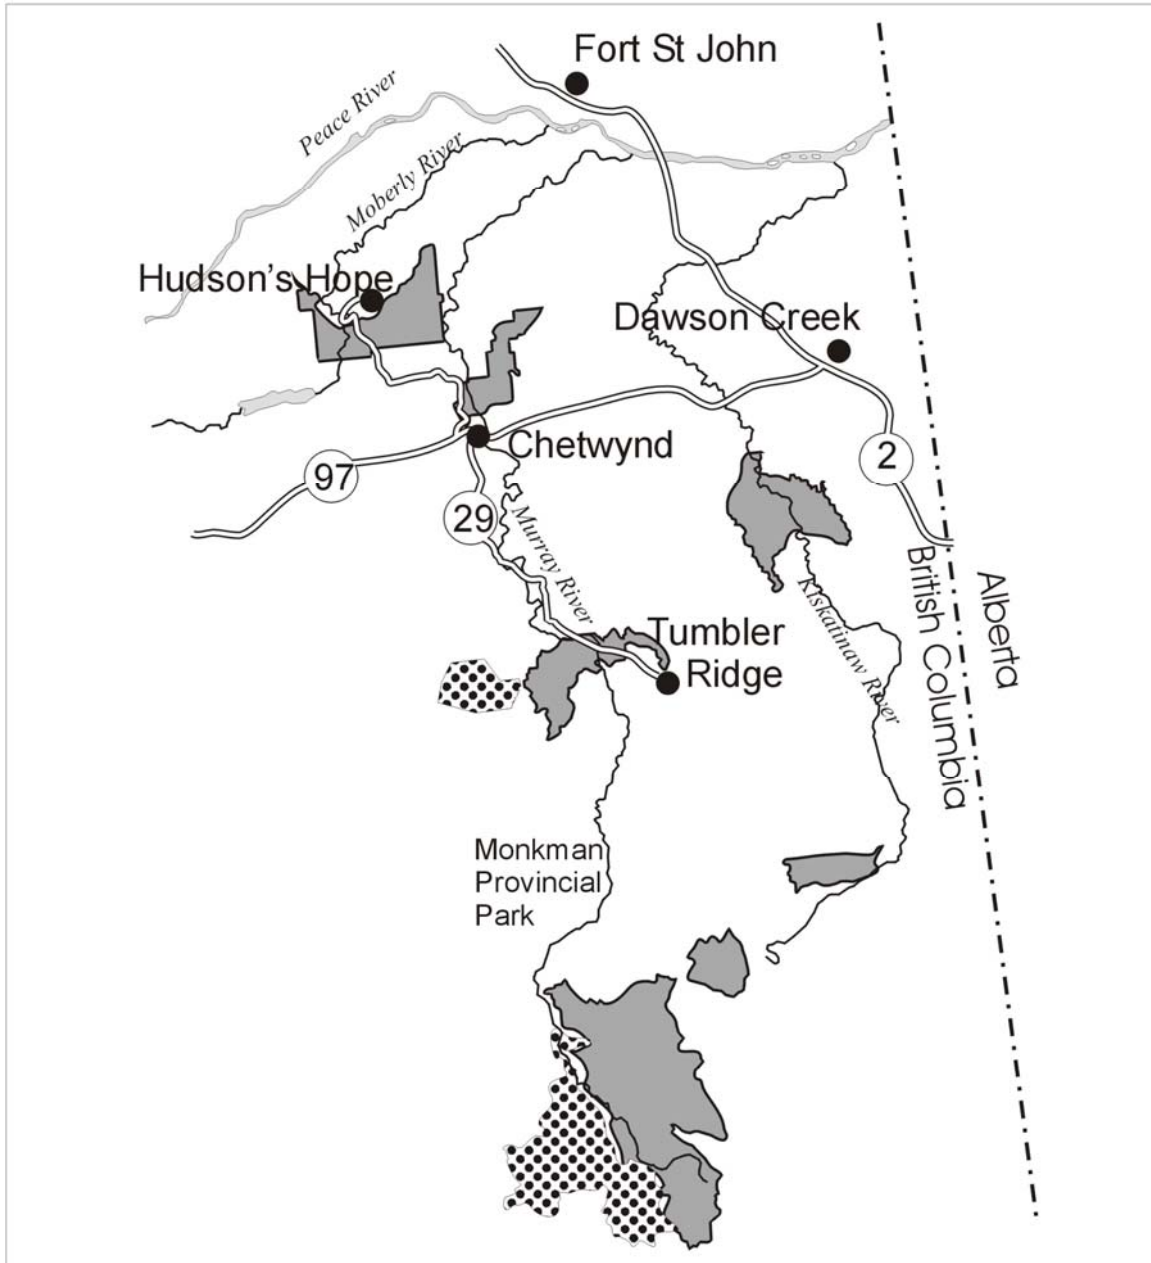 Fort St John
Peace River
Moberly River
Hudson's Hope
Dawson Creek
Chetwynd
97
2
29
Murray River
British Columbia
Alberta
Kiskatinaw River
Tumbler
Ridge
Monkman
Provincial
Park